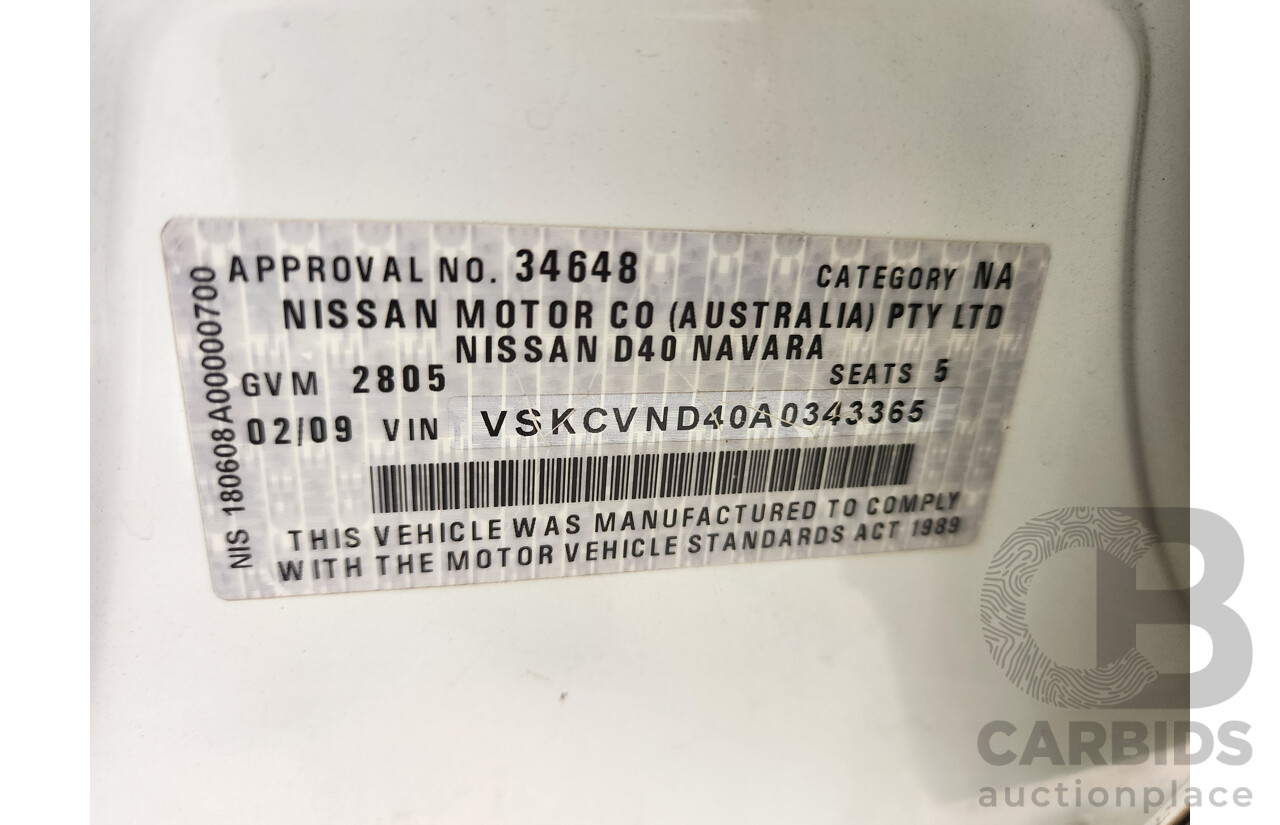 APPROVAL NO. 34648 CATEGORY NA
NISSAN MOTOR CO (AUSTRALIA) PTY LTD
NISSAN D40 NAVARA
GVM 2805 SEATS 5
02/09 VIN VSKCVND40A0343365
THIS VEHICLE WAS MANUFACTURED TO COMPLY
WITH THE MOTOR VEHICLE STANDARDS ACT 1989
NIS 180608A00000700
CB
CARBIDS
auctionplace